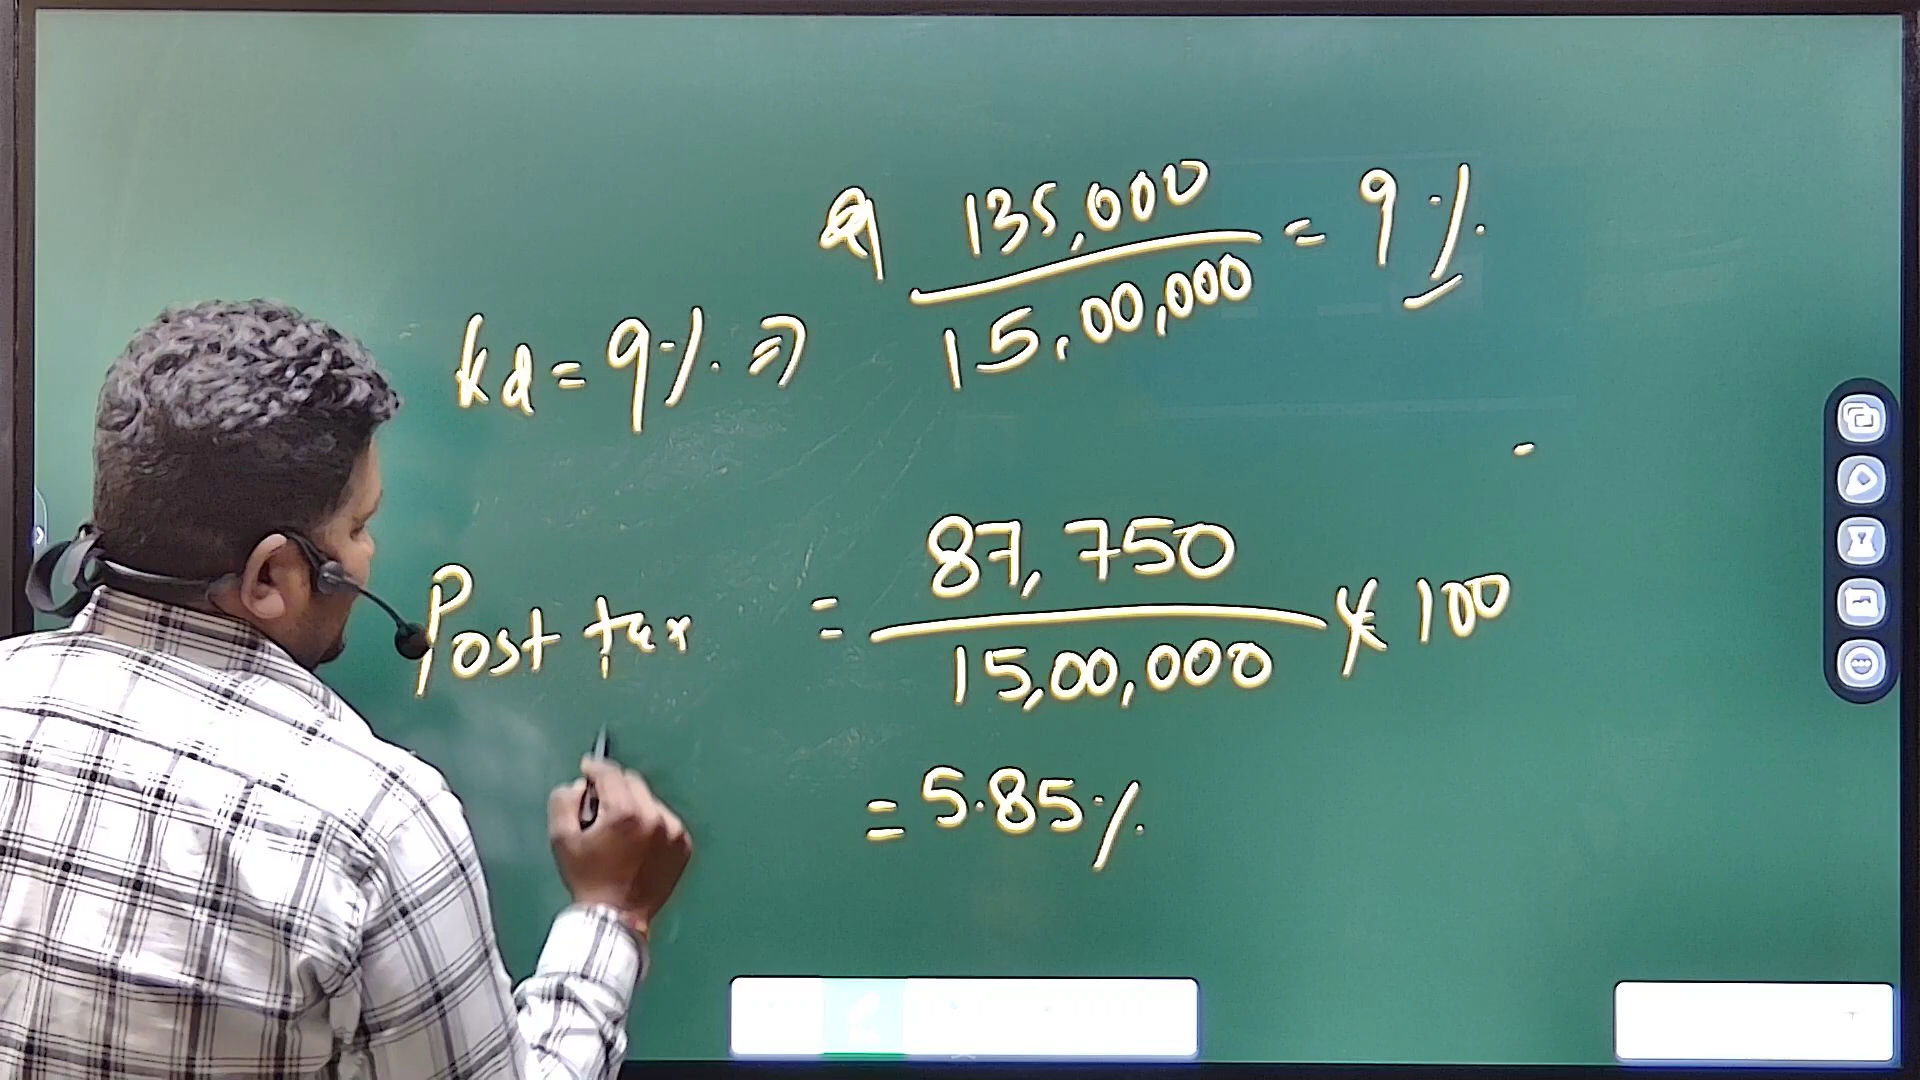 135,000 / 15,00,000 = 9%
kd = 9% ⇒
Post tax = 87,750 / 15,00,000 × 100
= 5.85%